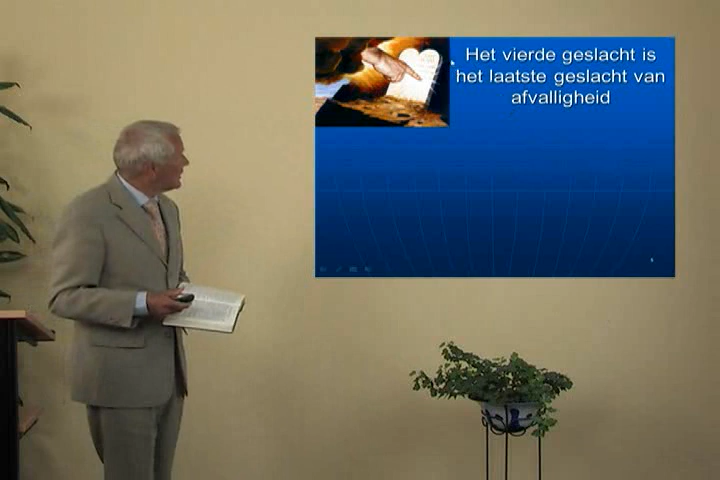 Het vierde geslacht is
het laatste geslacht van
afvalligheid